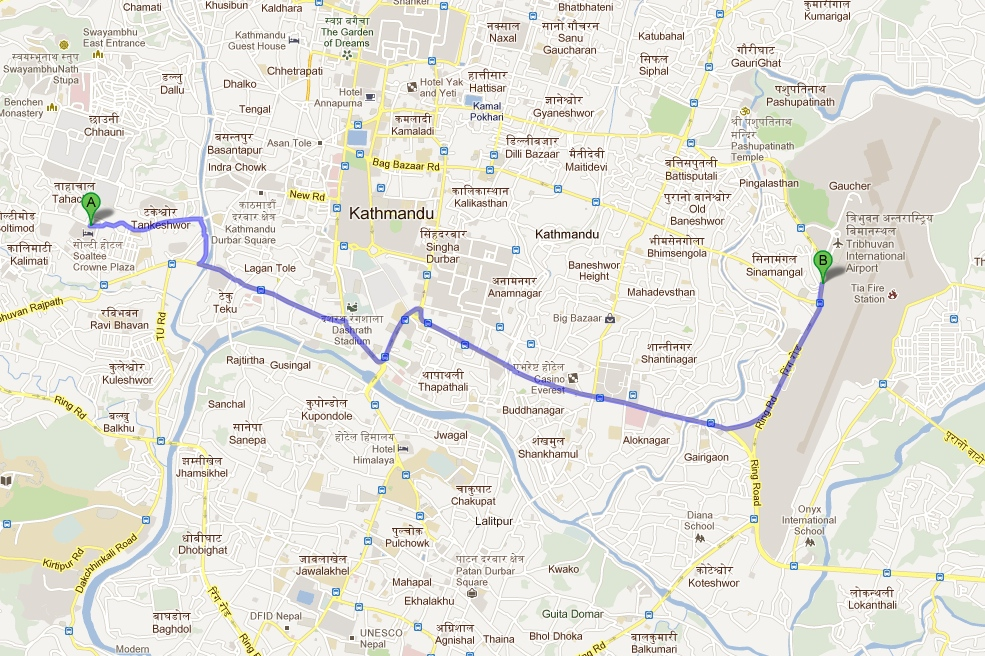 Chamati
Khusibun
Kaldhara
Shanker
Chakra
Bhatbhateni
कुमारीगाल
Kumarigal
Swayambhu
East Entrance
Kathmandu
Guest House
स्वप्न बगैचा
The Garden
of Dreams
नक्साल
Naxal
सानो गौचरन
Sanu
Gaucharan
Katubahal
गौरीघाट
GauriGhat
स्वयम्भूनाथ स्तुप
SwayambhuNath
Stupa
डल्लु
Dallu
Chhetrapati
Dhalko
सिफल
Siphal
Benchen
Monastery
Tengal
Hotel
Annapurna
Hotel Yak
and Yeti
हात्तीसार
Hattisar
Kamal
Pokhari
ज्ञानेश्वोर
Gyaneshwor
पशुपतिनाथ
Pashupatinath
छाउनी
Chhauni
बसन्तपुर
Basantapur
Asan Tole
कमलादी
Kamaladi
डिल्लीबजार
Dilli Bazaar
मैतीदेवी
Maitidevi
श्री पशुपतिनाथ
मन्दिर
Pashupatinath
Temple
Indra Chowk
Bag Bazaar Rd
बत्तिसपुतली
Battisputali
Pingalasthan
Gaucher
ताहाचाल
New Rd
कालिकास्थान
Kalikasthan
पुरानो बानेश्वोर
Old
Baneshwor
A
टंकेश्वोर
Tankeshwor
काठमाडौं
दरबार क्षेत्र
Kathmandu
Durbar Square
Kathmandu
सिंहदरबार
Singha
Durbar
Kathmandu
भीमसेनगोला
Bhimsengola
त्रिभुवन अन्तराष्ट्रिय
बिमानस्थल
Tribhuvan
International
Airport
कालिमाटी
Kalimati
सोल्टी होटेल
Soaltee
Crowne Plaza
Lagan Tole
Baneshwor
Height
सिनामंगल
Sinamangal
B
अनामनगर
Anamnagar
Mahadevsthan
Tia Fire
Station
टेकु
Teku
रबिभवन
Ravi Bhavan
TU Rd
दशरथ रंगशाला
Dashrath
Stadium
Big Bazaar
शान्तीनगर
Shantinagar
Rajtirtha
Gusingal
कुलेश्वोर
Kuleshwor
थापाथली
Thapathali
Casino
Everest
Ring Rd
Sanchal
कुपोन्डोल
Kupondole
Buddhanagar
Ring Rd
बल्खु
Balkhu
सानेपा
Sanepa
होटेल हिमालय
Hotel
Himalaya
Jwagal
शंखमुल
Shankhamul
Aloknagar
Gairigaon
झम्सीखेल
Jhamsikhel
चाकुपाट
Chakupat
Ring Road
Lalitpur
Diana
School
Onyx
International
School
धोबीघाट
Dhobighat
पुल्चोक
Pulchowk
Kirtipur Rd
Dakchhinkali Road
जावलाखेल
Jawalakhel
पाटन दरबार क्षेत्र
Patan Durbar
Square
Kwako
कोटेश्वोर
Koteshwor
Mahapal
Ekhalakhu
Guita Domar
लोकन्थली
Lokanthali
बाघडोल
Baghdol
DFID Nepal
रिंग रोड
Modern
Ring
UNESCO
Nepal
अग्निशाल
Agnishal
Thaina
Bhol Dhoka
Ring Rd
बालकुमारी
Balkumari